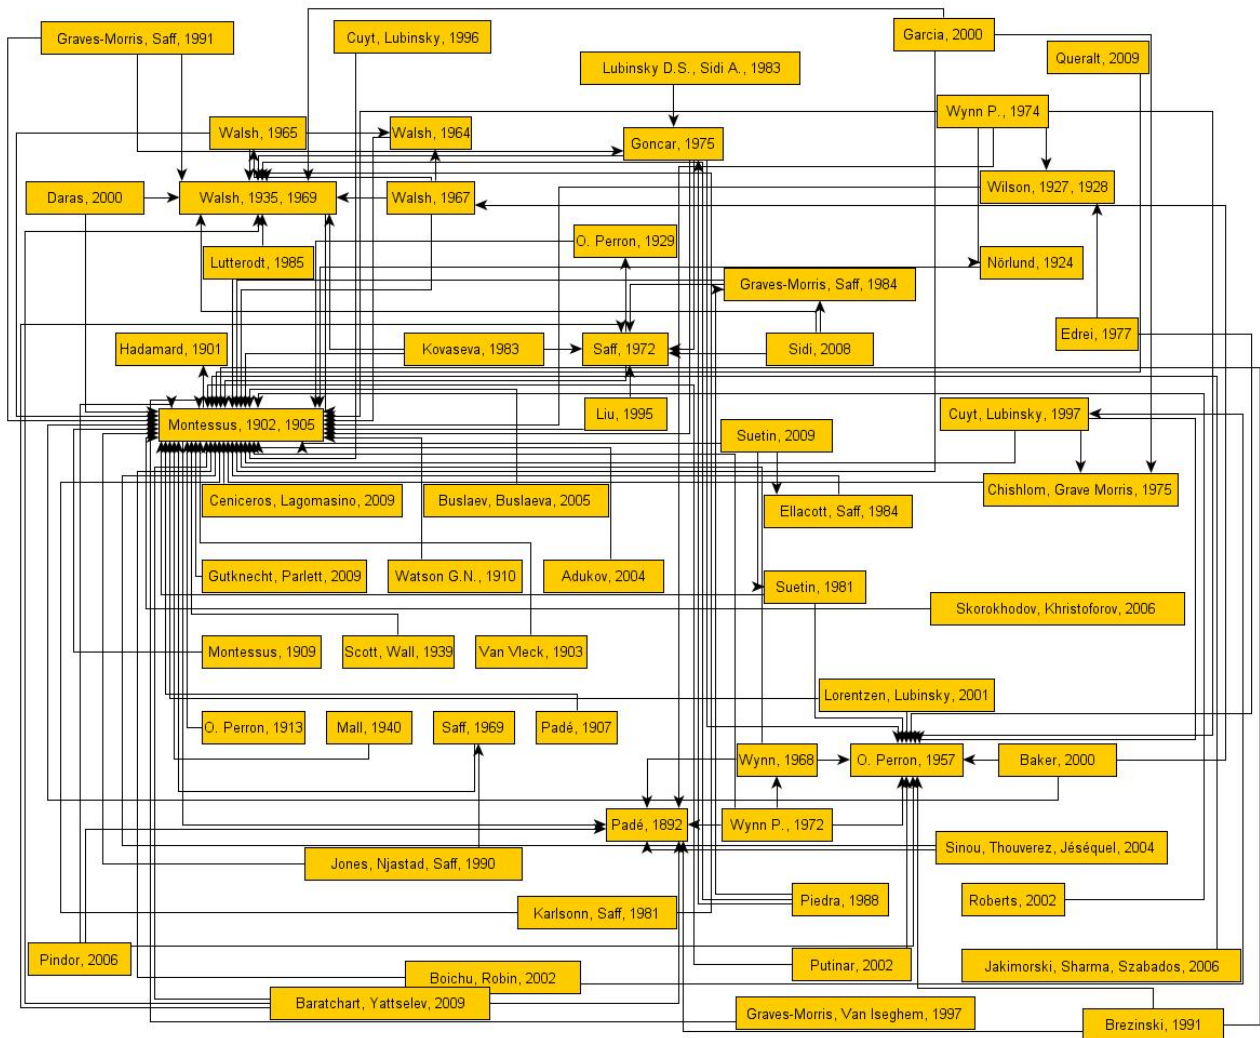 Graves-Morris, Saff, 1991
Cuyt, Lubinsky, 1996
Garcia, 2000
Queralt, 2009
Lubinsky D.S., Sidi A., 1983
Wynn P., 1974
Walsh, 1965
Walsh, 1964
Goncar, 1975
Daras, 2000
Walsh, 1935, 1969
Walsh, 1967
Wilson, 1927, 1928
O. Perron, 1929
Lutterodt, 1985
Nörlund, 1924
Graves-Morris, Saff, 1984
Edrei, 1977
Hadamard, 1901
Kovaseva, 1983
Saff, 1972
Sidi, 2008
Montessus, 1902, 1905
Liu, 1995
Cuyt, Lubinsky, 1997
Suetin, 2009
Chishlom, Grave Morris, 1975
Ceniceros, Lagomasino, 2009
Buslaev, Buslaeva, 2005
Ellacott, Saff, 1984
Gutknecht, Parlett, 2009
Watson G.N., 1910
Adukov, 2004
Suetin, 1981
Skorokhodov, Khristoforov, 2006
Montessus, 1909
Scott, Wall, 1939
Van Vleck, 1903
Lorentzen, Lubinsky, 2001
O. Perron, 1913
Mall, 1940
Saff, 1969
Padé, 1907
Wynn, 1968
O. Perron, 1957
Baker, 2000
Padé, 1892
Wynn P., 1972
Jones, Njastad, Saff, 1990
Sinou, Thouverez, Jéséquel, 2004
Karlsonn, Saff, 1981
Piedra, 1988
Roberts, 2002
Pindor, 2006
Boichu, Robin, 2002
Putinar, 2002
Jakimorski, Sharma, Szabados, 2006
Baratchart, Yattselev, 2009
Graves-Morris, Van Iseghem, 1997
Brezinski, 1991